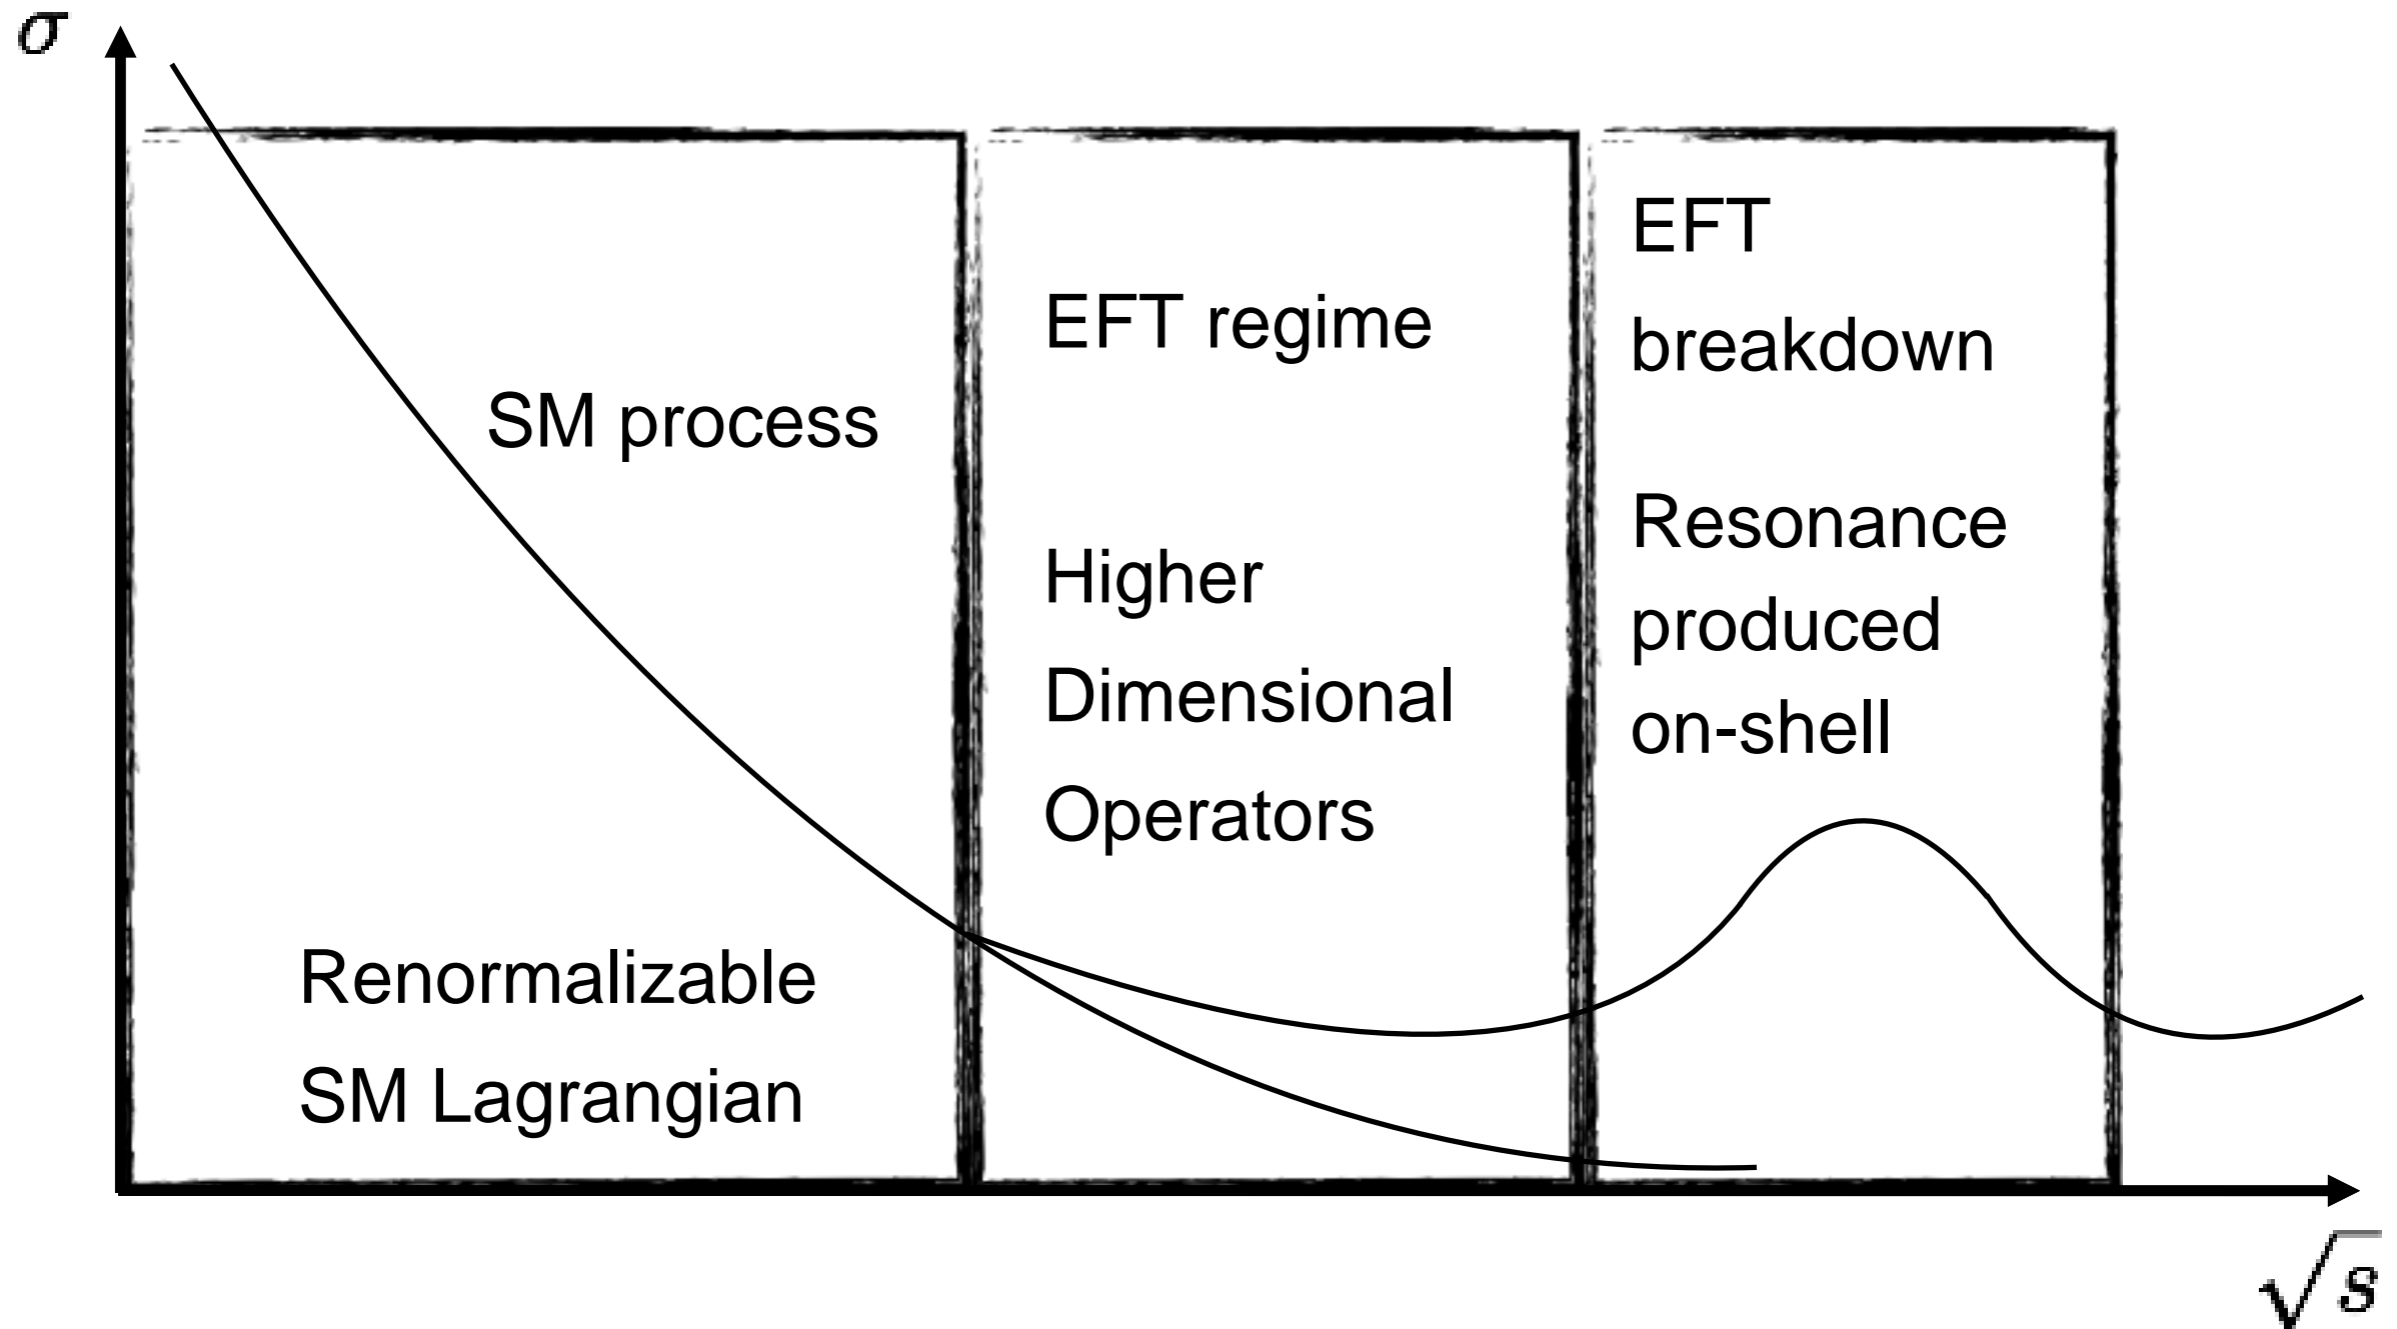 σ
SM process
Renormalizable
SM Lagrangian
EFT regime
Higher
Dimensional
Operators
EFT
breakdown
Resonance
produced
on-shell
√s